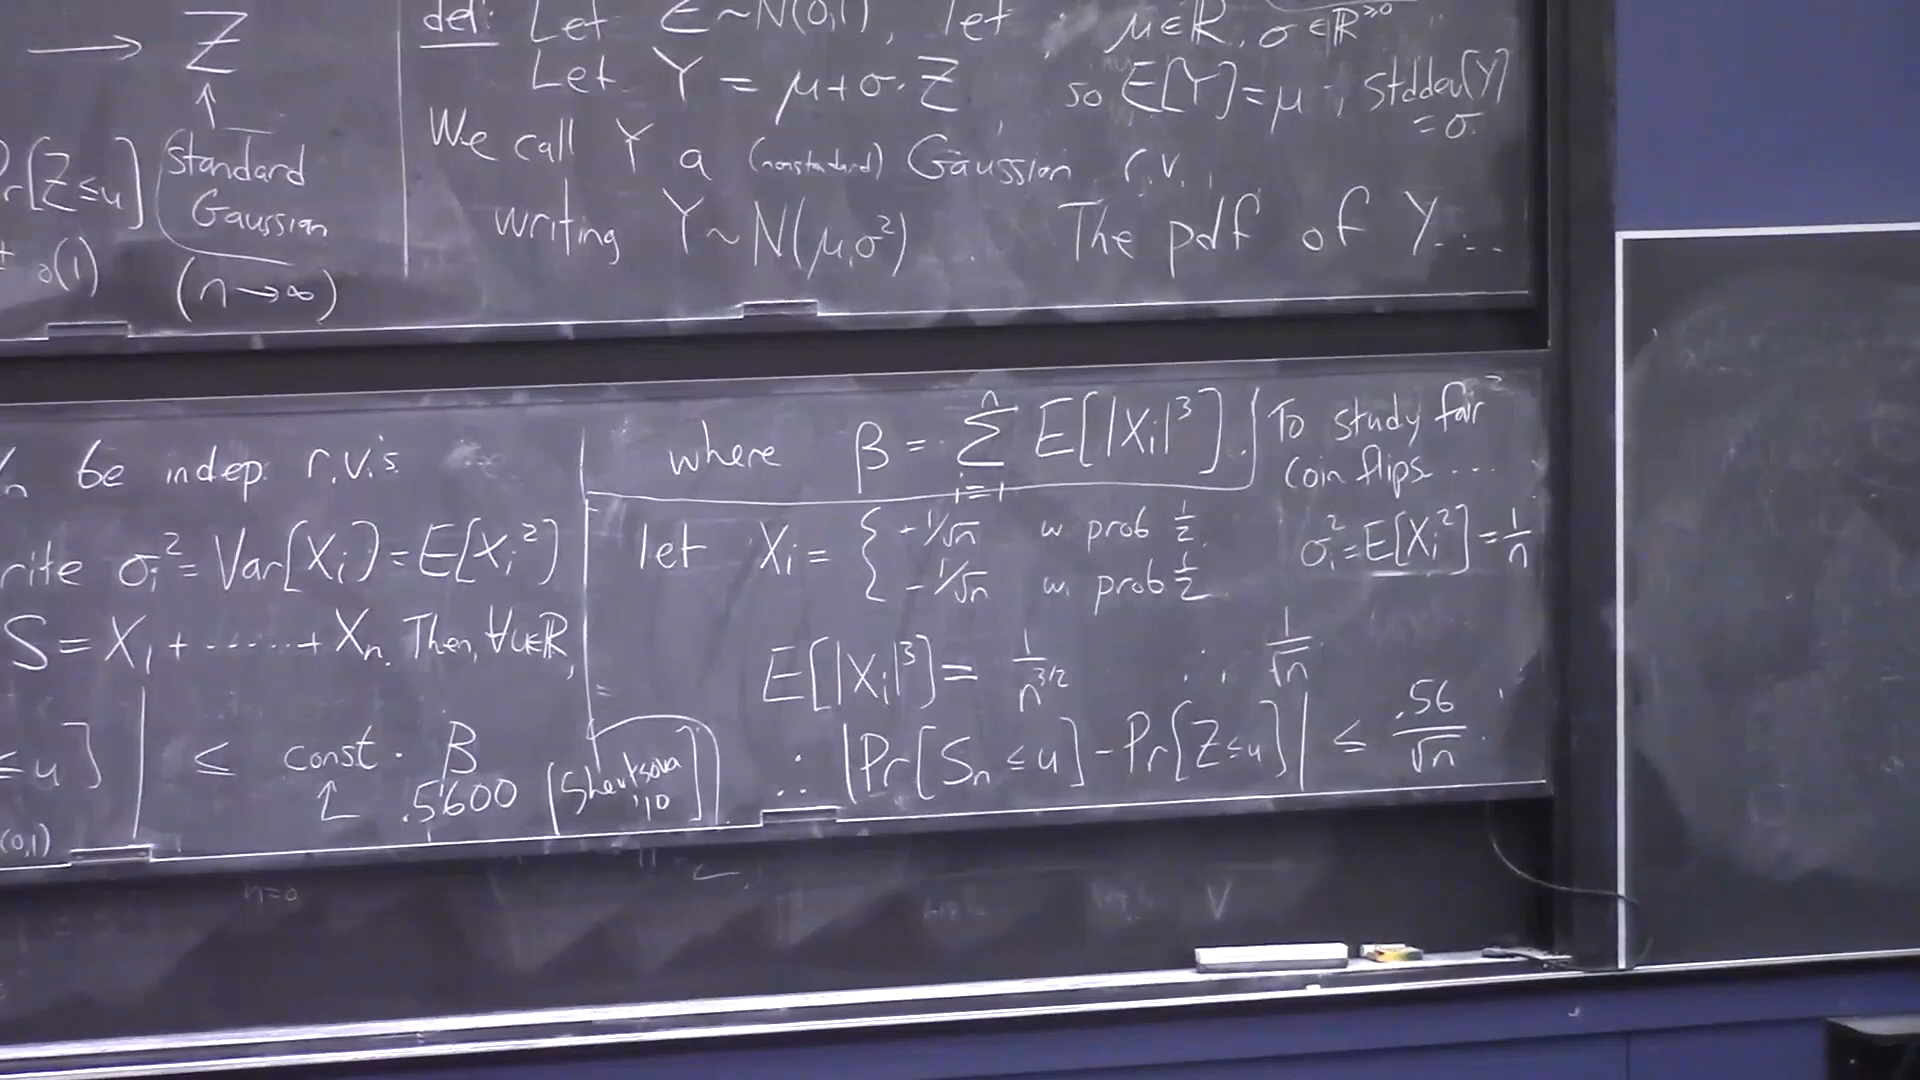 → Z
↑
Pr[Z≤u] Standard
Gaussian
± o(1)
(n→∞)
def: Let Z~N(0,1), let μ∈ℝ, σ∈ℝ≥0
Let Y = μ+σ·Z so E[Y]=μ, stddev(Y)
=σ.
We call Y a (nonstandard) Gaussian r.v.,
writing Y~N(μ,σ²). The pdf of Y...
be indep. r.v.'s
σᵢ² = Var[Xᵢ] = E[Xᵢ²]
S = X₁ + ...... + Xₙ. Then, ∀u∈ℝ,
≤u] | ≤ const. · β
↑ .5600 [Shevtsova
'10]
(0,1)
where β = Σᵢ₌₁ⁿ E[|Xᵢ|³].
To study fair
coin flips ...
let Xᵢ = { +1/√n w. prob ½
-1/√n w. prob ½
σᵢ² = E[Xᵢ²] = 1/n
E[|Xᵢ|³] = 1/n^{3/2} ∴ 1/√n
∴ |Pr[Sₙ≤u] - Pr[Z≤u]| ≤ .56/√n.
n=0